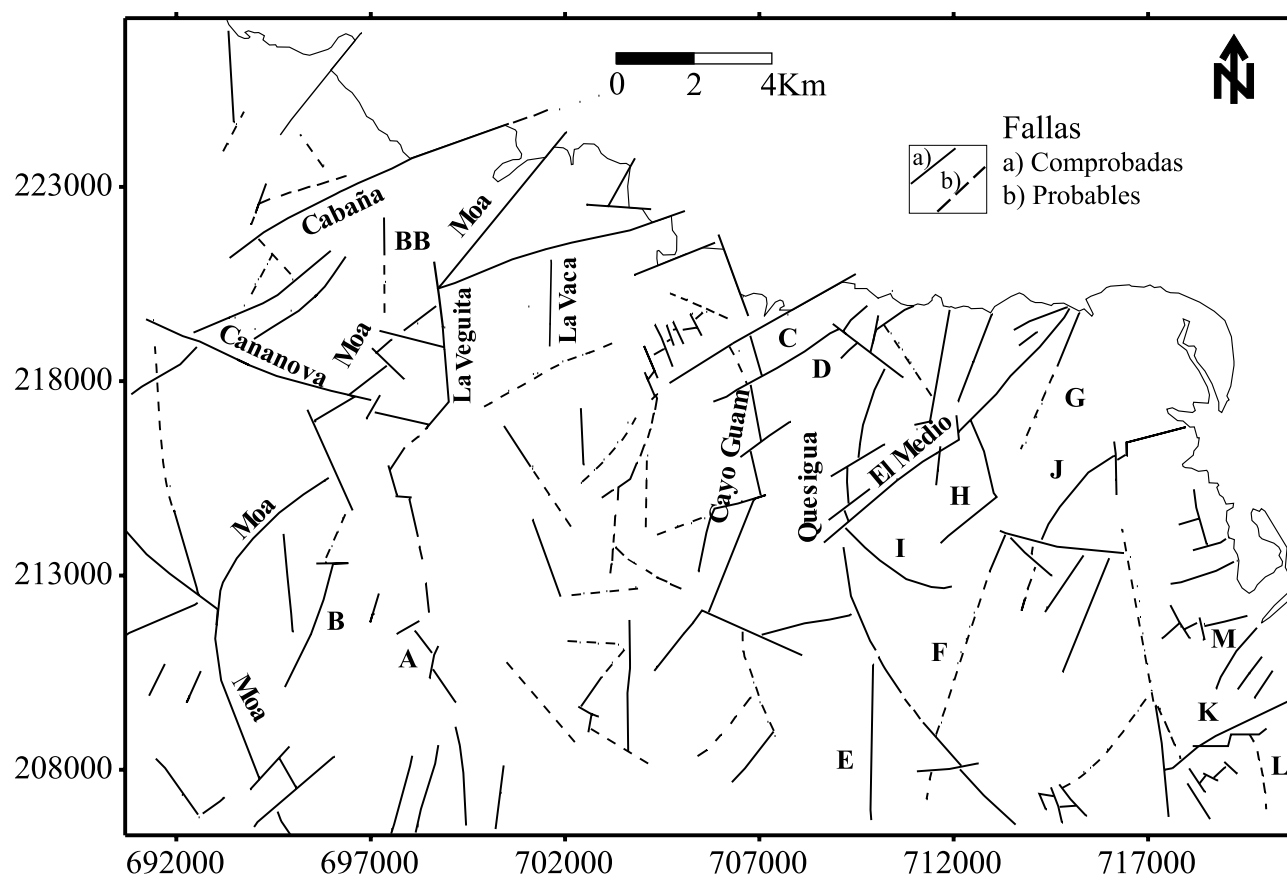 0 2 4Km
N
Fallas
a)
b)
a) Comprobadas
b) Probables
223000
218000
213000
208000
Cabaña
BB
Moa
La Veguita
La Vaca
Cananova
Moa
C
D
Cayo Guam
Quesigua
El Medio
G
J
H
I
Moa
B
A
Moa
F
M
K
E
L
692000 697000 702000 707000 712000 717000